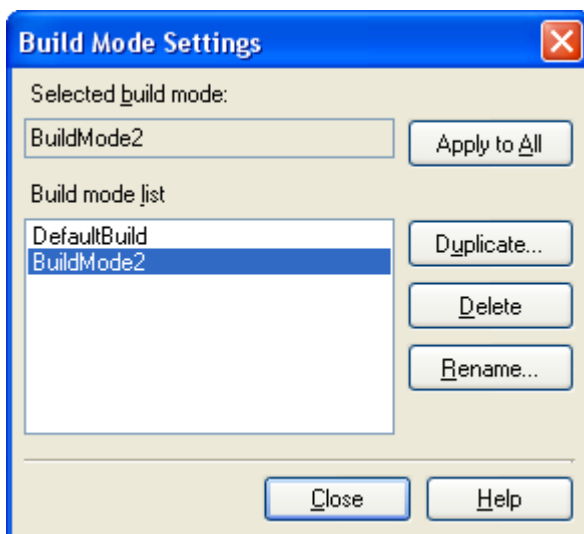 Build Mode Settings
Selected build mode:
BuildMode2
Apply to All
Build mode list
DefaultBuild
BuildMode2
Duplicate...
Delete
Rename...
Close
Help